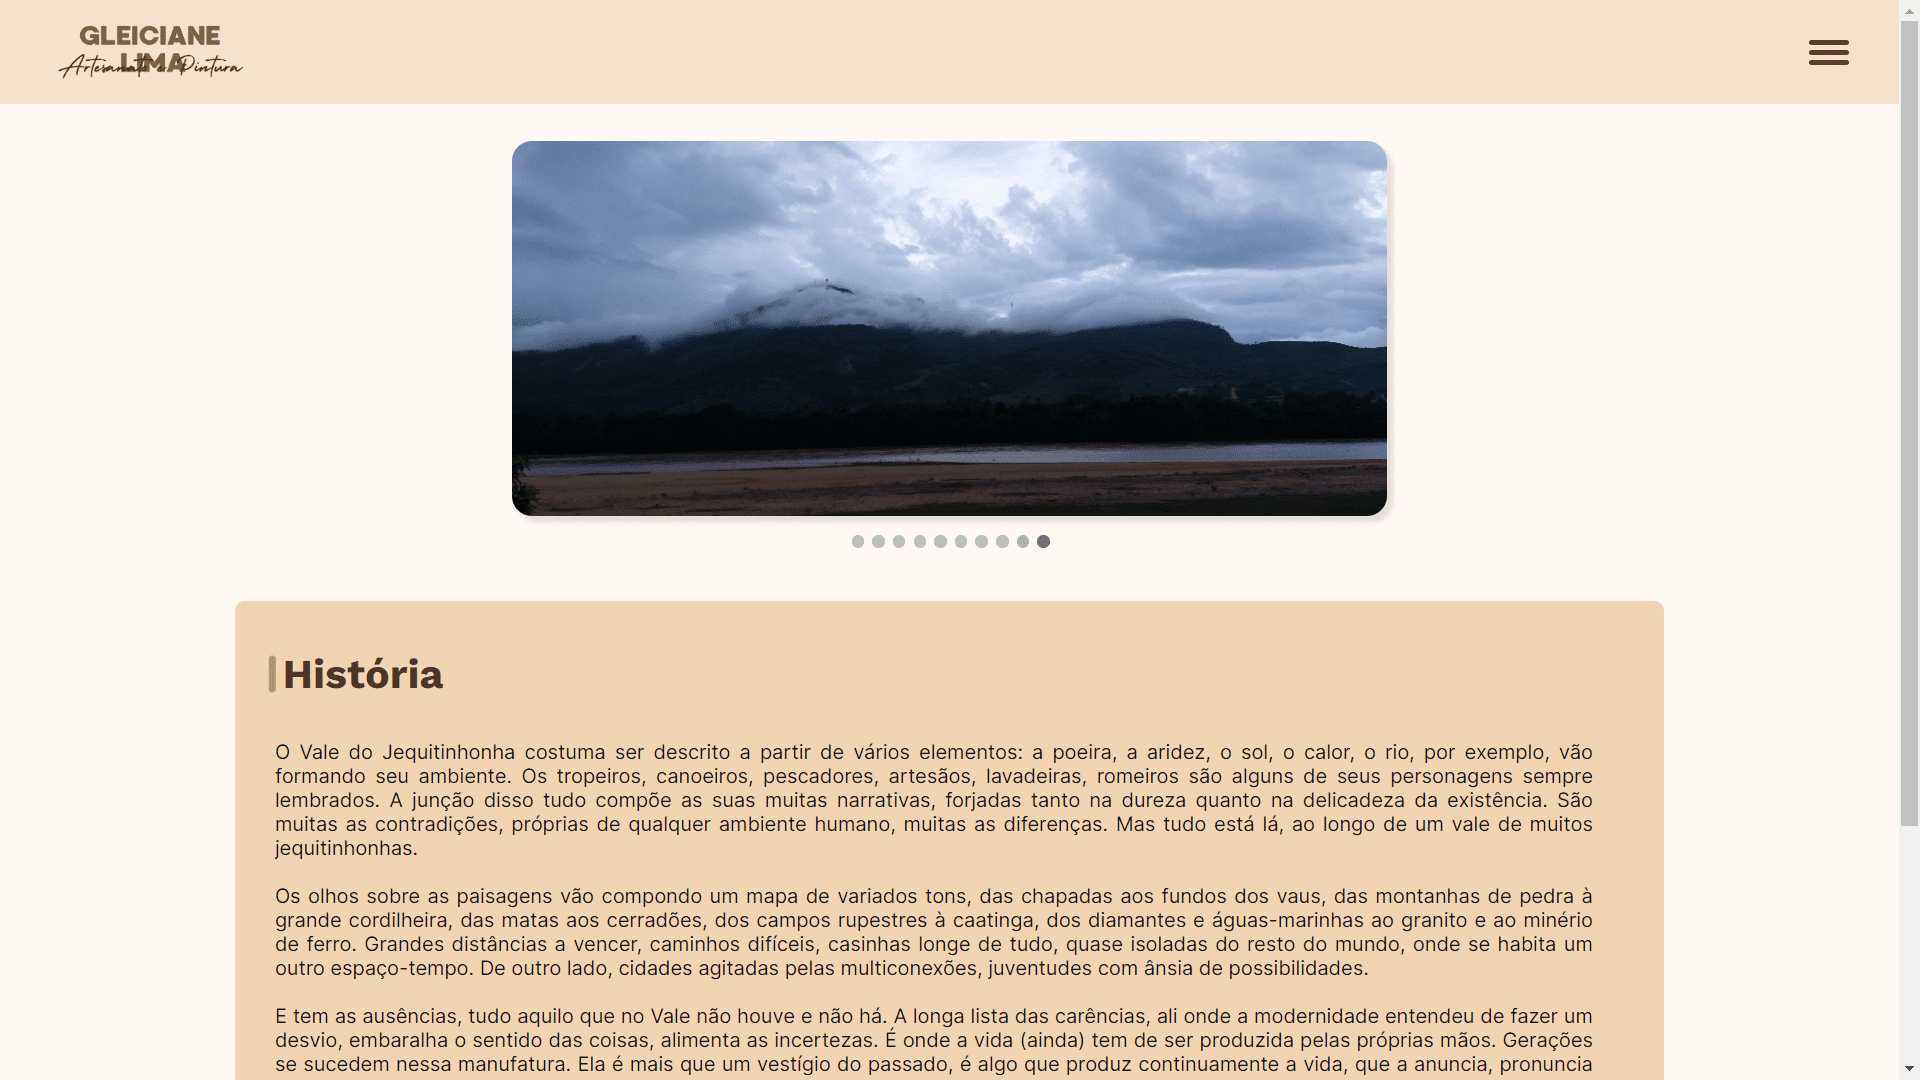 GLEICIANE
LIMA
Artesanato e Pintura
História
O Vale do Jequitinhonha costuma ser descrito a partir de vários elementos: a poeira, a aridez, o sol, o calor, o rio, por exemplo, vão
formando seu ambiente. Os tropeiros, canoeiros, pescadores, artesãos, lavadeiras, romeiros são alguns de seus personagens sempre
lembrados. A junção disso tudo compõe as suas muitas narrativas, forjadas tanto na dureza quanto na delicadeza da existência. São
muitas as contradições, próprias de qualquer ambiente humano, muitas as diferenças. Mas tudo está lá, ao longo de um vale de muitos
jequitinhonhas.
Os olhos sobre as paisagens vão compondo um mapa de variados tons, das chapadas aos fundos dos vaus, das montanhas de pedra à
grande cordilheira, das matas aos cerradões, dos campos rupestres à caatinga, dos diamantes e águas-marinhas ao granito e ao minério
de ferro. Grandes distâncias a vencer, caminhos difíceis, casinhas longe de tudo, quase isoladas do resto do mundo, onde se habita um
outro espaço-tempo. De outro lado, cidades agitadas pelas multiconexões, juventudes com ânsia de possibilidades.
E tem as ausências, tudo aquilo que no Vale não houve e não há. A longa lista das carências, ali onde a modernidade entendeu de fazer um
desvio, embaralha o sentido das coisas, alimenta as incertezas. É onde a vida (ainda) tem de ser produzida pelas próprias mãos. Gerações
se sucedem nessa manufatura. Ela é mais que um vestígio do passado, é algo que produz continuamente a vida, que a anuncia, pronuncia